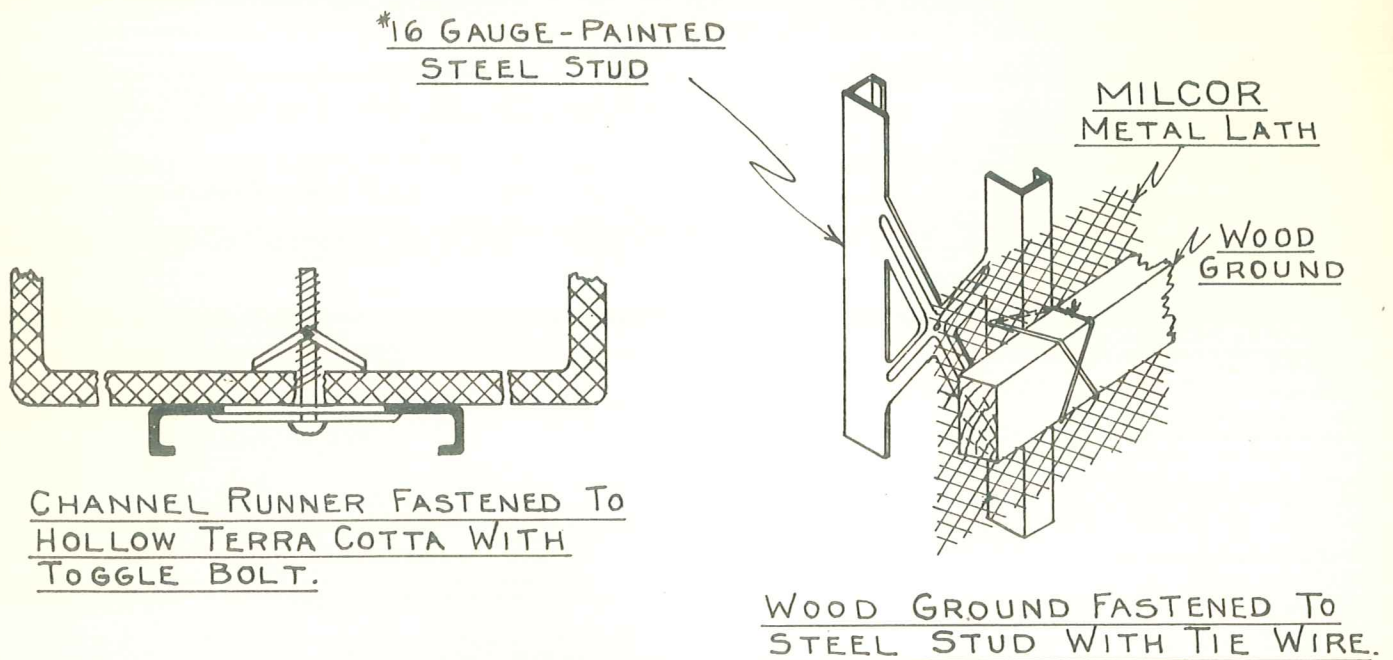 #16 GAUGE-PAINTED
STEEL STUD
MILCOR
METAL LATH
WOOD
GROUND
CHANNEL RUNNER FASTENED TO
HOLLOW TERRA COTTA WITH
TOGGLE BOLT.
WOOD GROUND FASTENED TO
STEEL STUD WITH TIE WIRE.